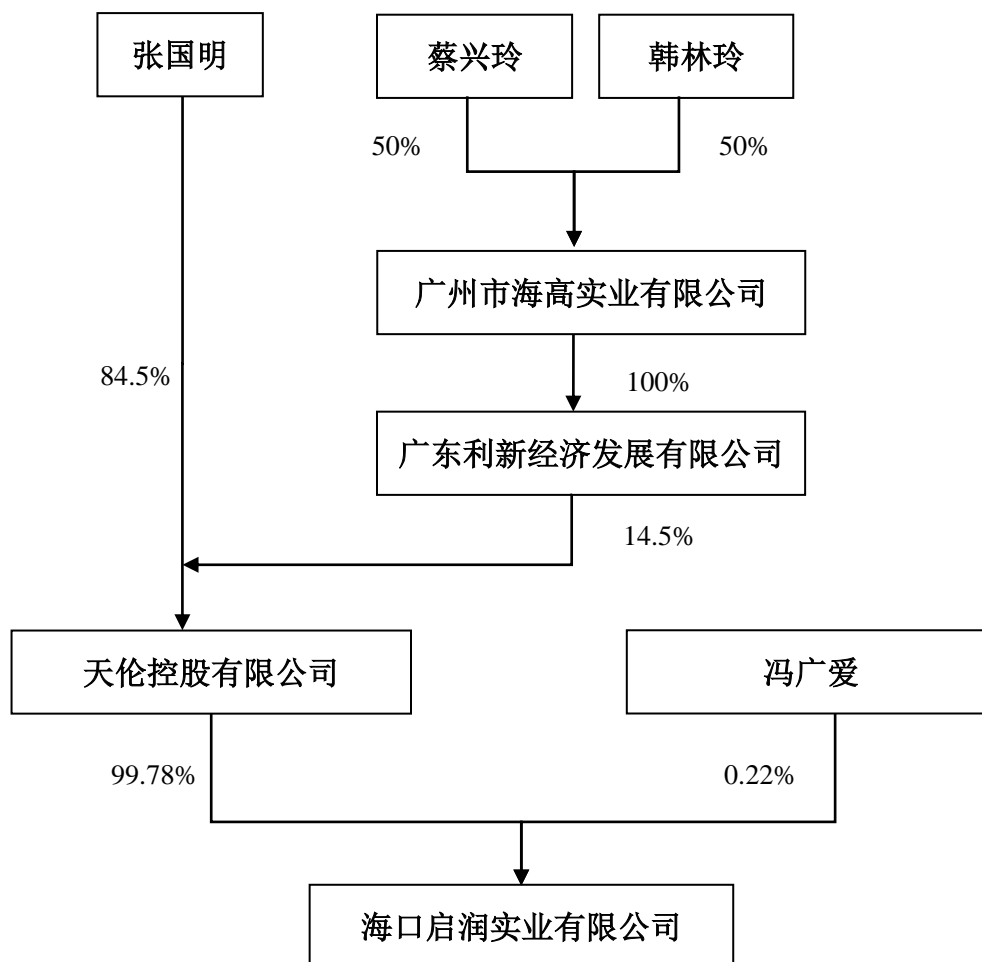 张国明
蔡兴玲
韩林玲
50%
50%
广州市海高实业有限公司
84.5%
100%
广东利新经济发展有限公司
14.5%
天伦控股有限公司
冯广爱
99.78%
0.22%
海口启润实业有限公司